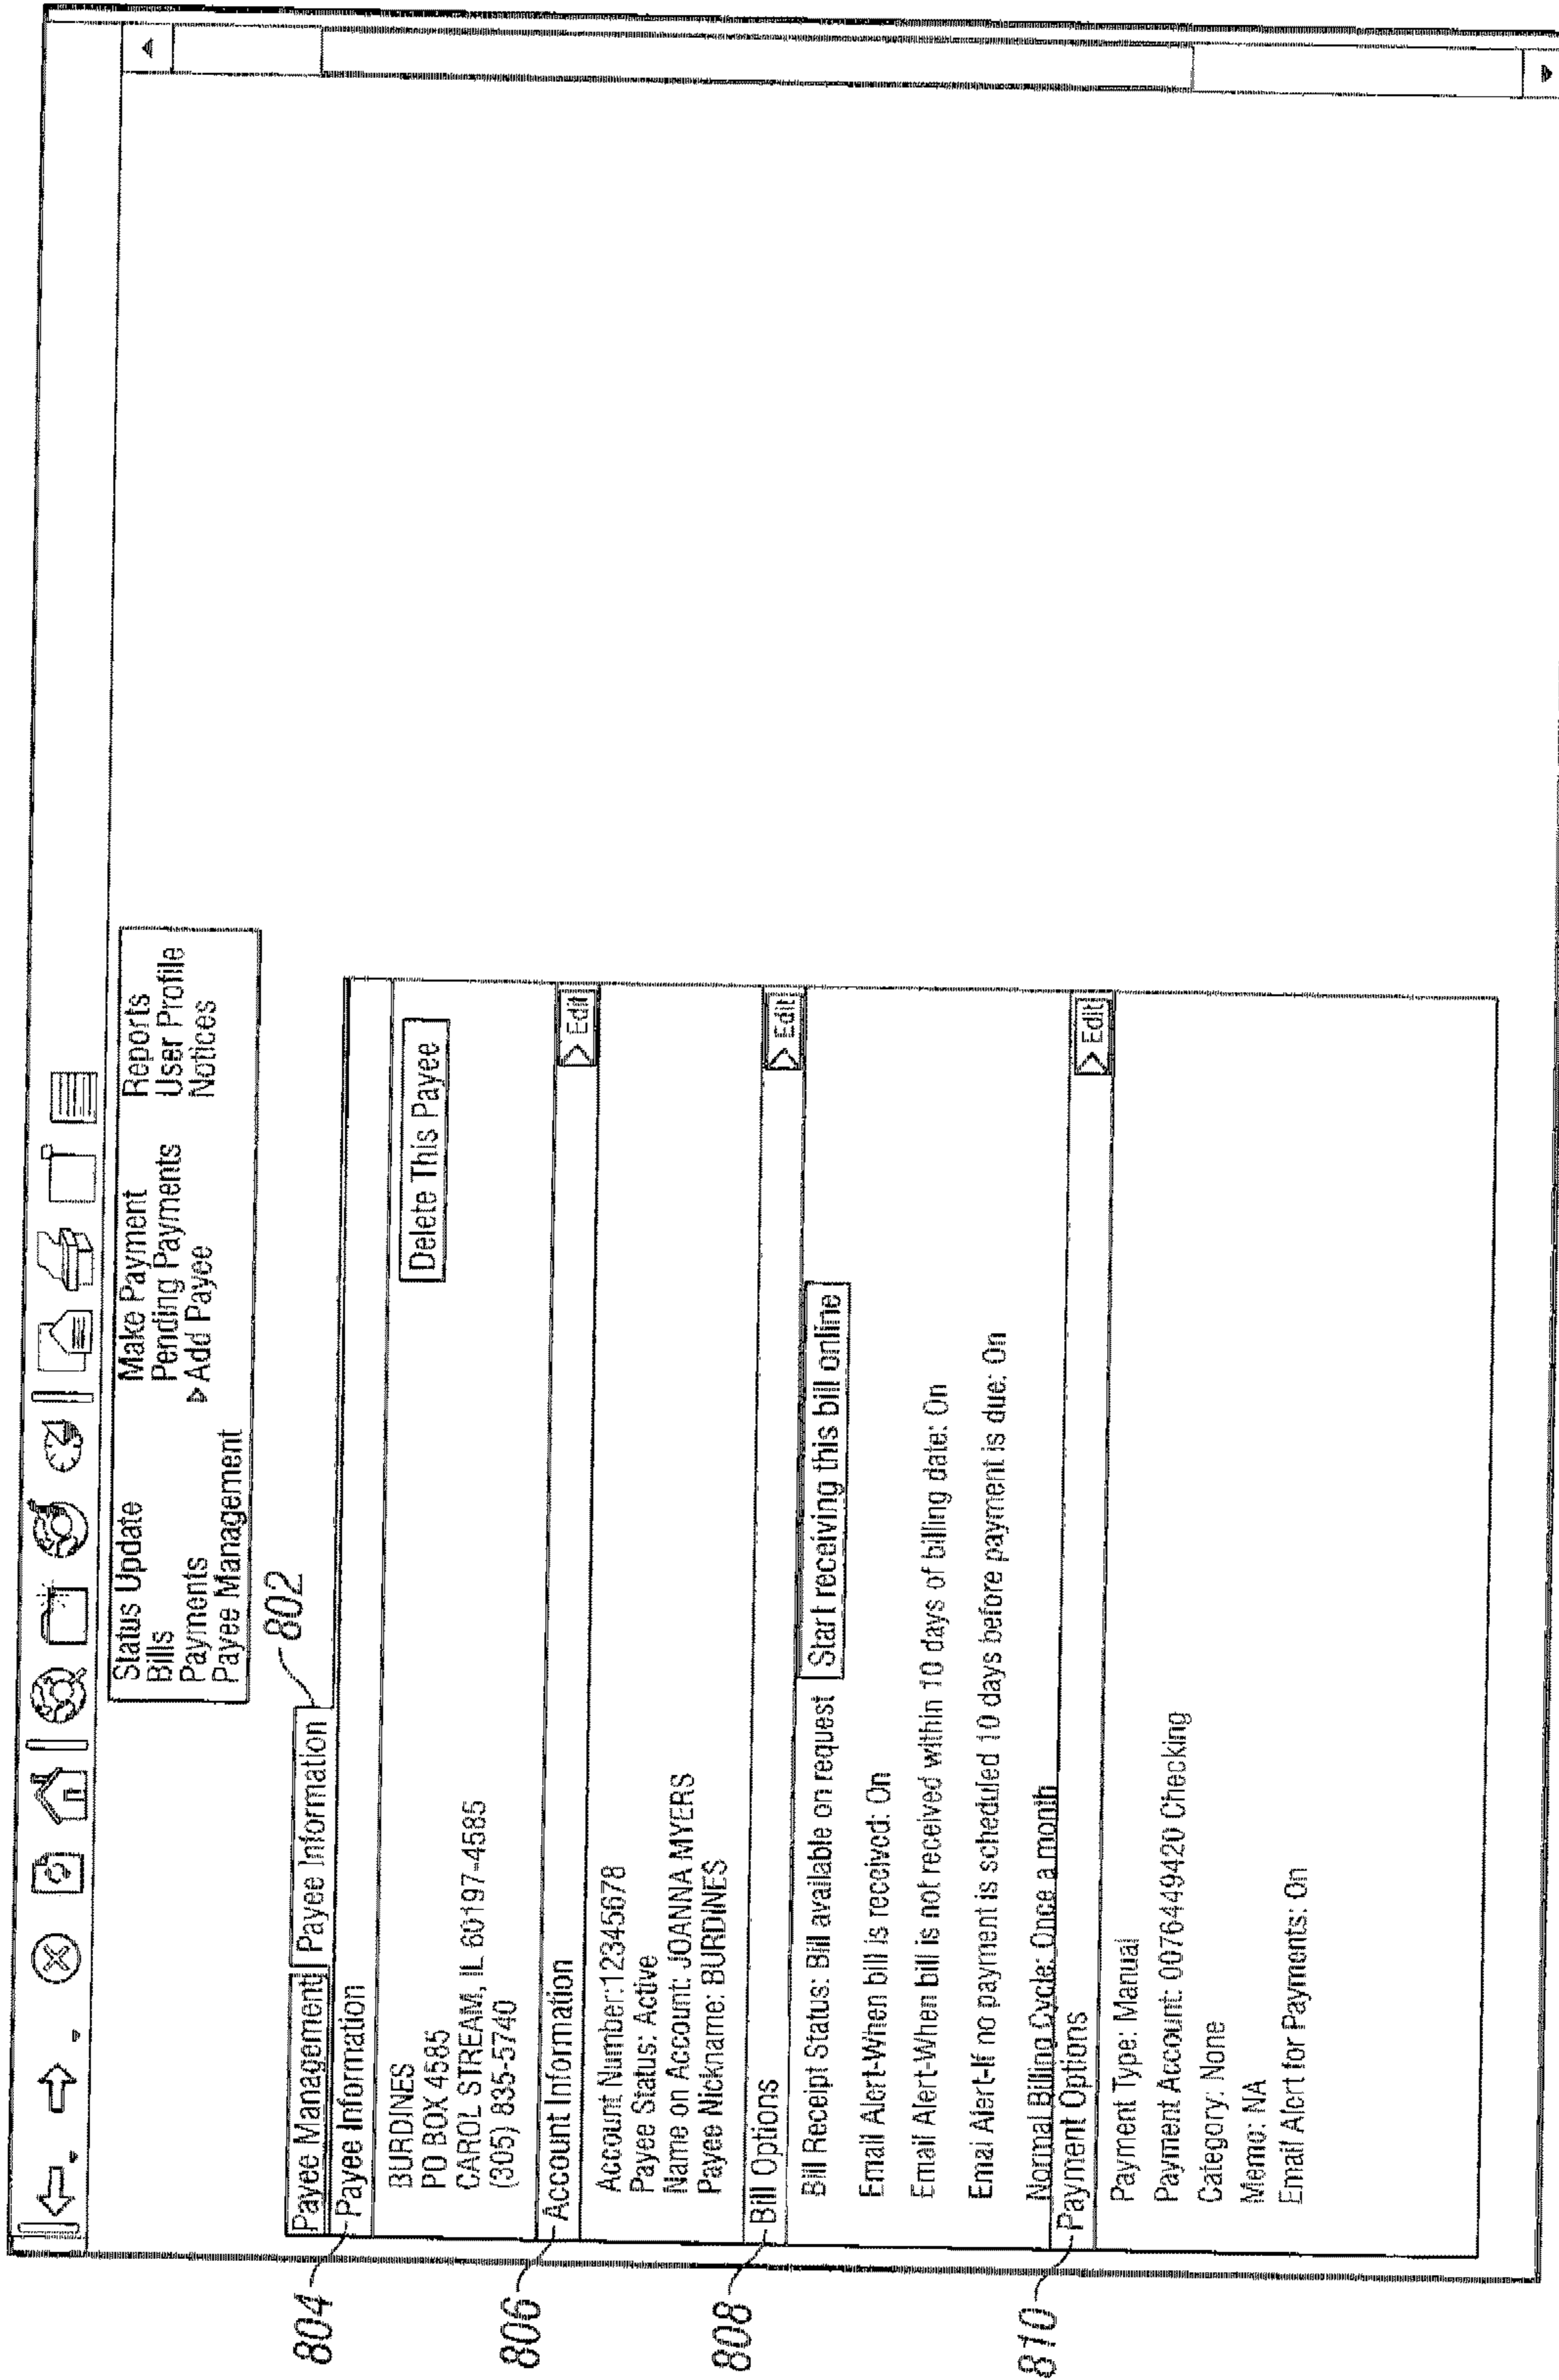 Status Update Make Payment Reports
Bills Pending Payments User Profile
Payments ▹Add Payee Notices
Payee Management
802
Payee Management Payee Information
804 Payee Information
BURDINES
PO BOX 4585 Delete This Payee
CAROL STREAM, IL 60197-4585
(305) 835-5740
806 Account Information ▷ Edit
Account Number:12345678
Payee Status: Active
Name on Account: JOANNA MYERS
Payee Nickname: BURDINES
808 Bill Options ▷ Edit
Bill Receipt Status: Bill available on request Start receiving this bill online
Email Alert-When bill is received: On
Email Alert-When bill is not received within 10 days of billing date: On
Emai Alert-If no payment is scheduled 10 days before payment is due: On
Normal Billing Cycle: Once a month
810 Payment Options ▷ Edit
Payment Type: Manual
Payment Account: 0076449420 Checking
Category: None
Memo: NA
Email Alert for Payments: On